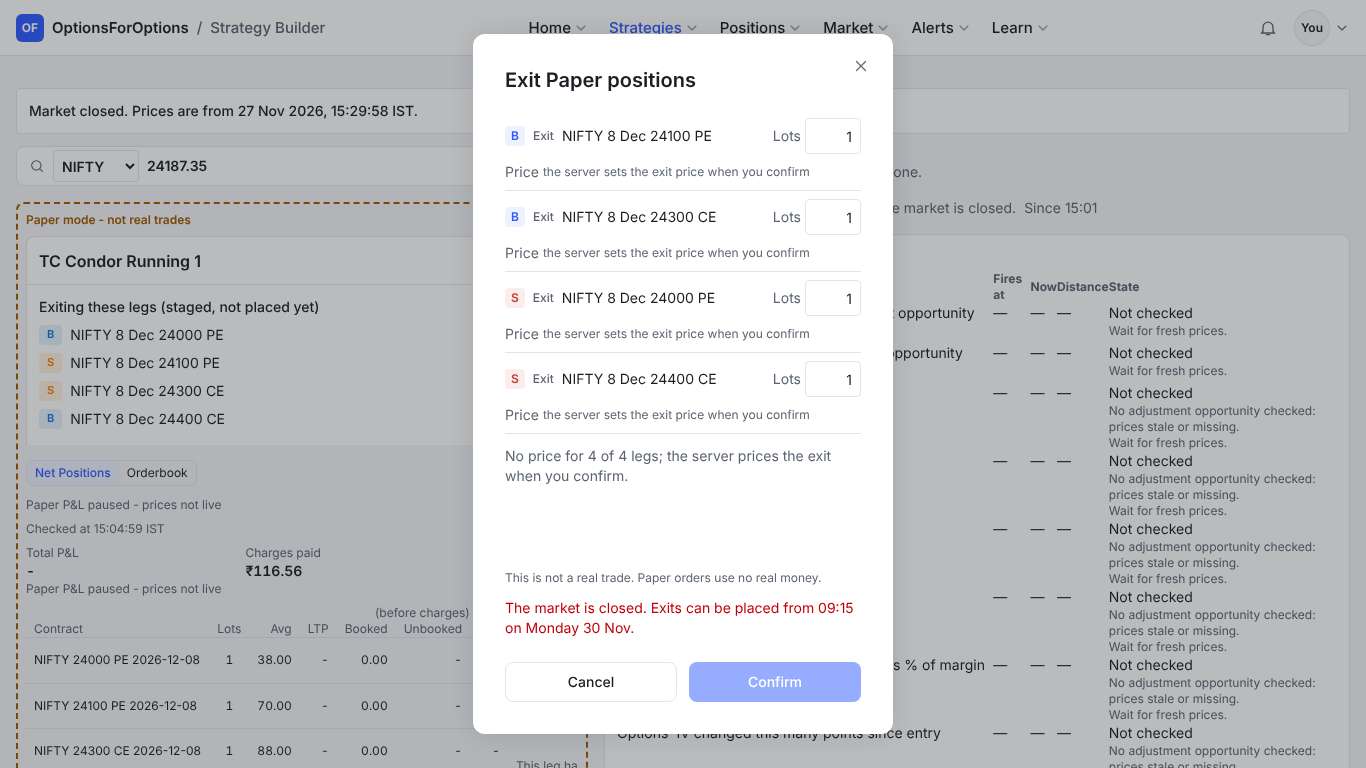 OF OptionsForOptions / Strategy Builder
Home Strategies Positions Market Alerts Learn You
Market closed. Prices are from 27 Nov 2026, 15:29:58 IST.
NIFTY 24187.35
one.
e market is closed. Since 15:01
Paper mode - not real trades
TC Condor Running 1
Exiting these legs (staged, not placed yet)
B NIFTY 8 Dec 24000 PE
S NIFTY 8 Dec 24100 PE
S NIFTY 8 Dec 24300 CE
B NIFTY 8 Dec 24400 CE
Net Positions Orderbook
Paper P&L paused - prices not live
Checked at 15:04:59 IST
Total P&L Charges paid
- ₹116.56
Paper P&L paused - prices not live
(before charges)
Contract Lots Avg LTP Booked Unbooked
NIFTY 24000 PE 2026-12-08 1 38.00 - 0.00 -
NIFTY 24100 PE 2026-12-08 1 70.00 - 0.00 -
NIFTY 24300 CE 2026-12-08 1 88.00 - 0.00 - -
This leg ha
Exit Paper positions
B Exit NIFTY 8 Dec 24100 PE Lots 1
Price the server sets the exit price when you confirm
B Exit NIFTY 8 Dec 24300 CE Lots 1
Price the server sets the exit price when you confirm
S Exit NIFTY 8 Dec 24000 PE Lots 1
Price the server sets the exit price when you confirm
S Exit NIFTY 8 Dec 24400 CE Lots 1
Price the server sets the exit price when you confirm
No price for 4 of 4 legs; the server prices the exit
when you confirm.
This is not a real trade. Paper orders use no real money.
The market is closed. Exits can be placed from 09:15
on Monday 30 Nov.
Cancel Confirm
Fires
at Now Distance State
opportunity — — — Not checked
Wait for fresh prices.
opportunity — — — Not checked
Wait for fresh prices.
— — — Not checked
No adjustment opportunity checked:
prices stale or missing.
Wait for fresh prices.
— — — Not checked
No adjustment opportunity checked:
prices stale or missing.
Wait for fresh prices.
— — — Not checked
No adjustment opportunity checked:
prices stale or missing.
Wait for fresh prices.
— — — Not checked
No adjustment opportunity checked:
prices stale or missing.
Wait for fresh prices.
s % of margin — — — Not checked
No adjustment opportunity checked:
prices stale or missing.
Wait for fresh prices.
Options' IV changed this many points since entry — — — Not checked
No adjustment opportunity checked:
prices stale or missing.